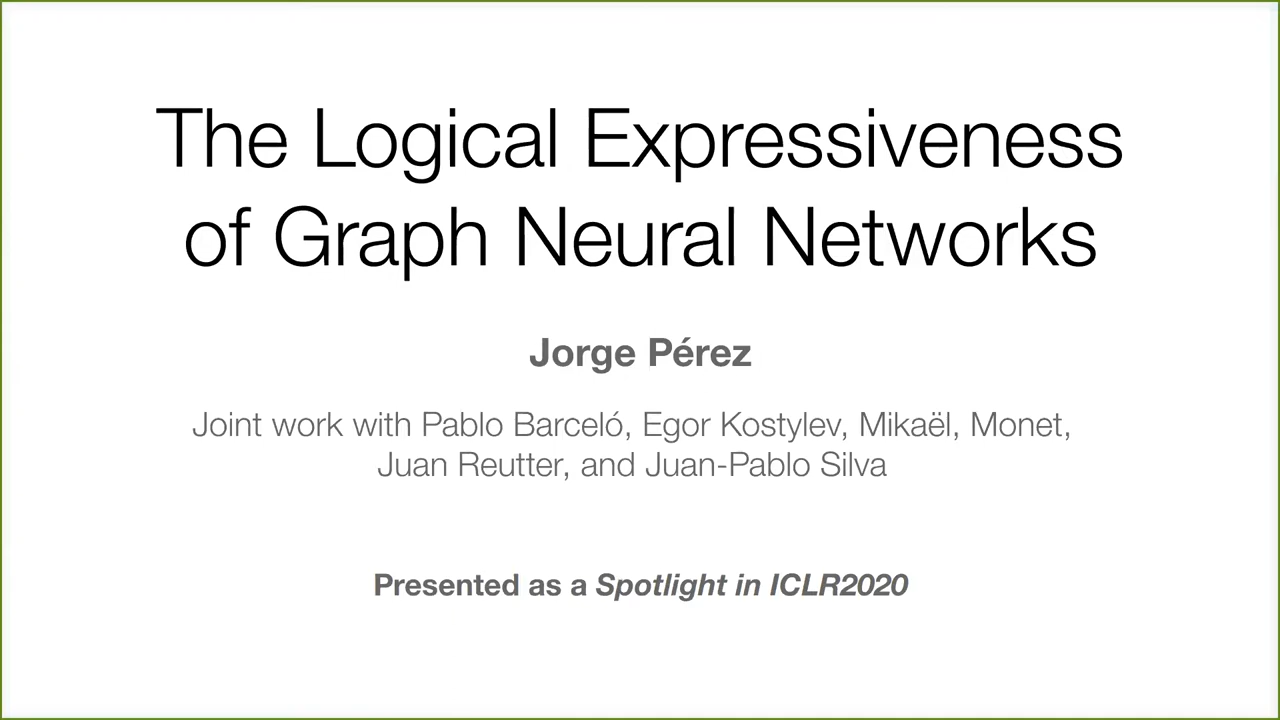 The Logical Expressiveness
of Graph Neural Networks
Jorge Pérez
Joint work with Pablo Barceló, Egor Kostylev, Mikaël, Monet,
Juan Reutter, and Juan-Pablo Silva
Presented as a Spotlight in ICLR2020